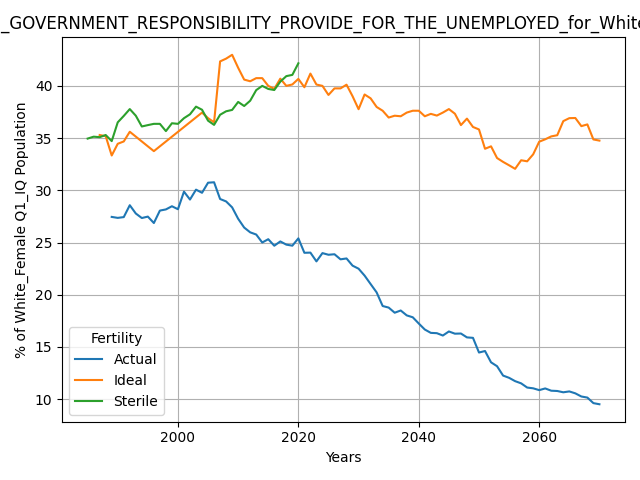 _GOVERNMENT_RESPONSIBILITY_PROVIDE_FOR_THE_UNEMPLOYED_for_White
% of White_Female Q1_IQ Population
40
35
30
25
20
15
10
Fertility
Actual
Ideal
Sterile
2000
2020
2040
2060
Years